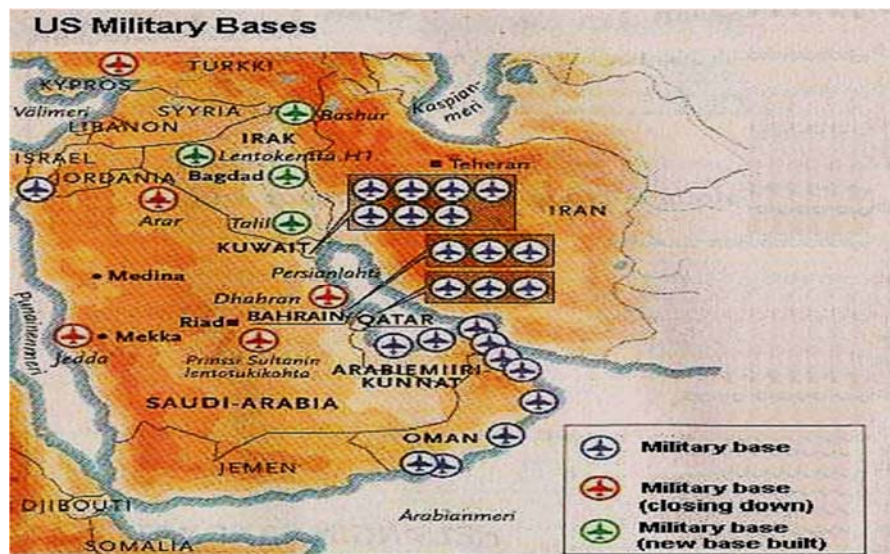 US Military Bases
TURKKI
KYPROS
Kaspian-
meri
Välimeri
SYYRIA
Bashur
LIBANON
IRAK
ISRAEL
Lentokenttä H1
Teheran
JORDANIA
Bagdad
IRAN
Arar
Talil
KUWAIT
Medina
Persianlahti
Dhahran
Punainenmeri
Riad
BAHRAIN
QATAR
Mekka
Jedda
Prinssi Sultanin
lentotukikohta
ARABIEMIIRI-
KUNNAT
SAUDI-ARABIA
OMAN
Military base
JEMEN
Military base
(closing down)
DJIBOUTI
Arabianmeri
Military base
(new base built)
SOMALIA